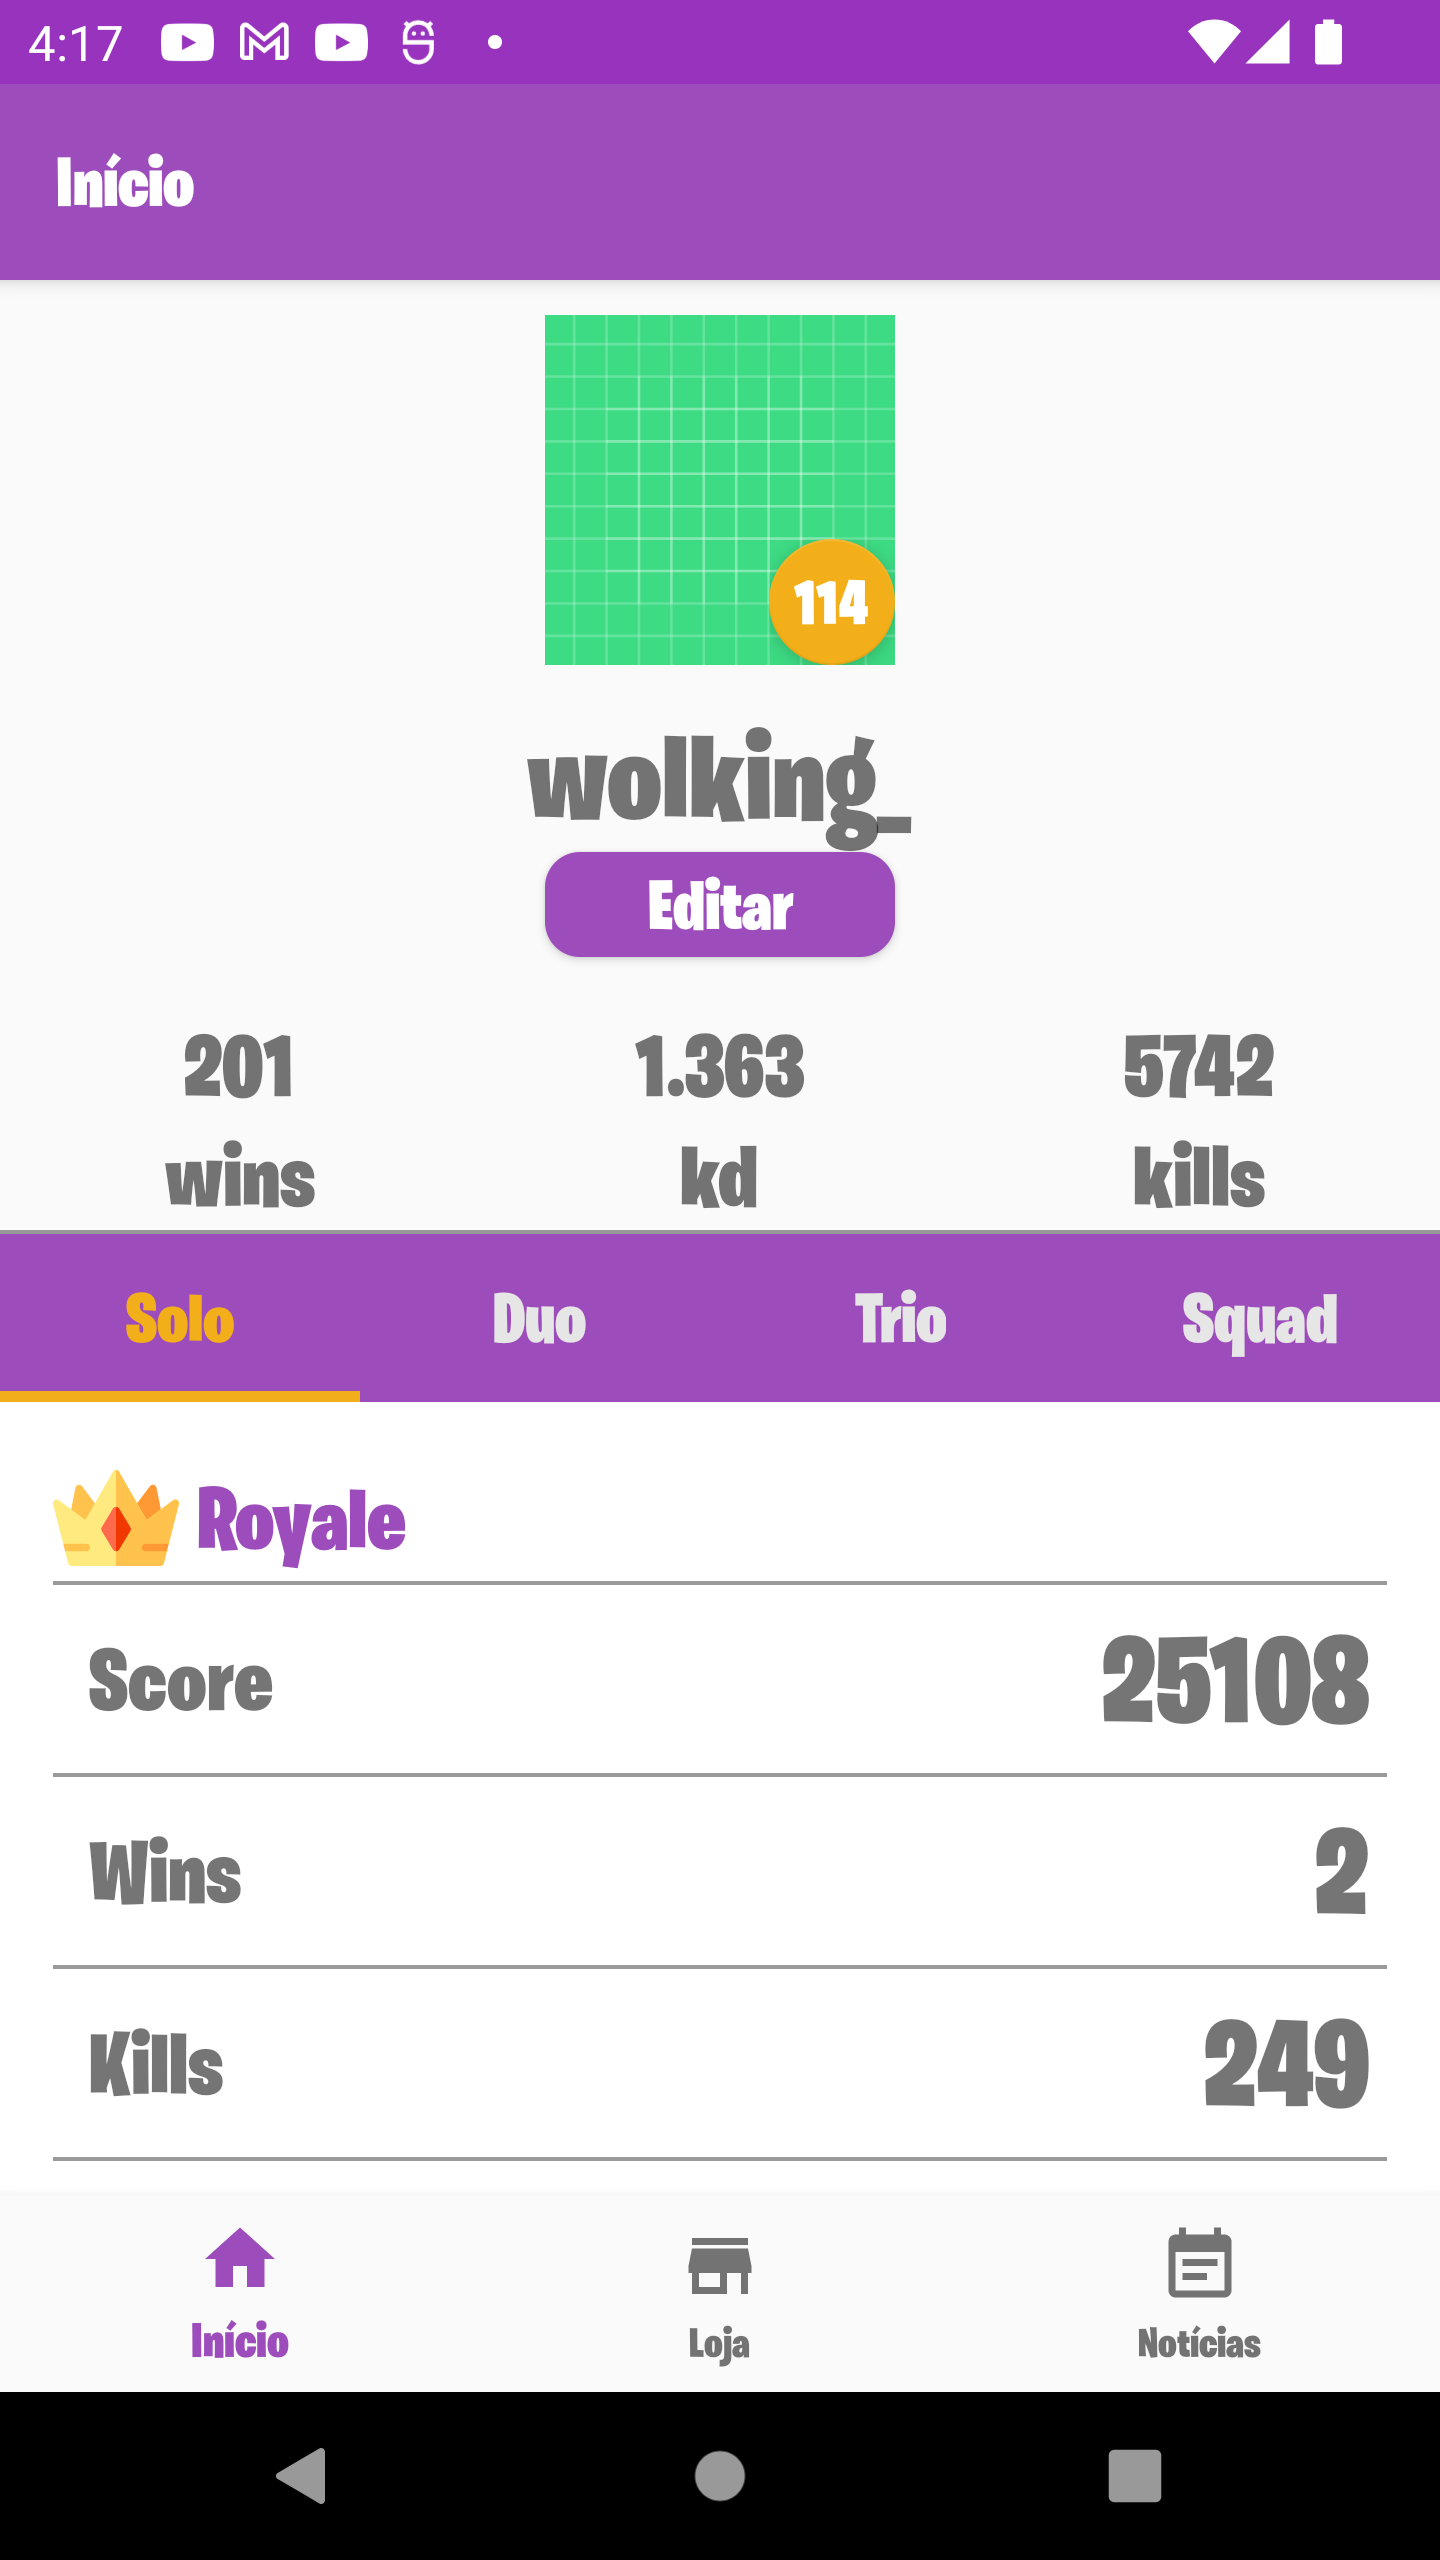 4:17
Início
114
wolking_
Editar
201 1.363 5742
wins kd kills
Solo Duo Trio Squad
Royale
Score 25108
Wins 2
Kills 249
Início Loja Notícias